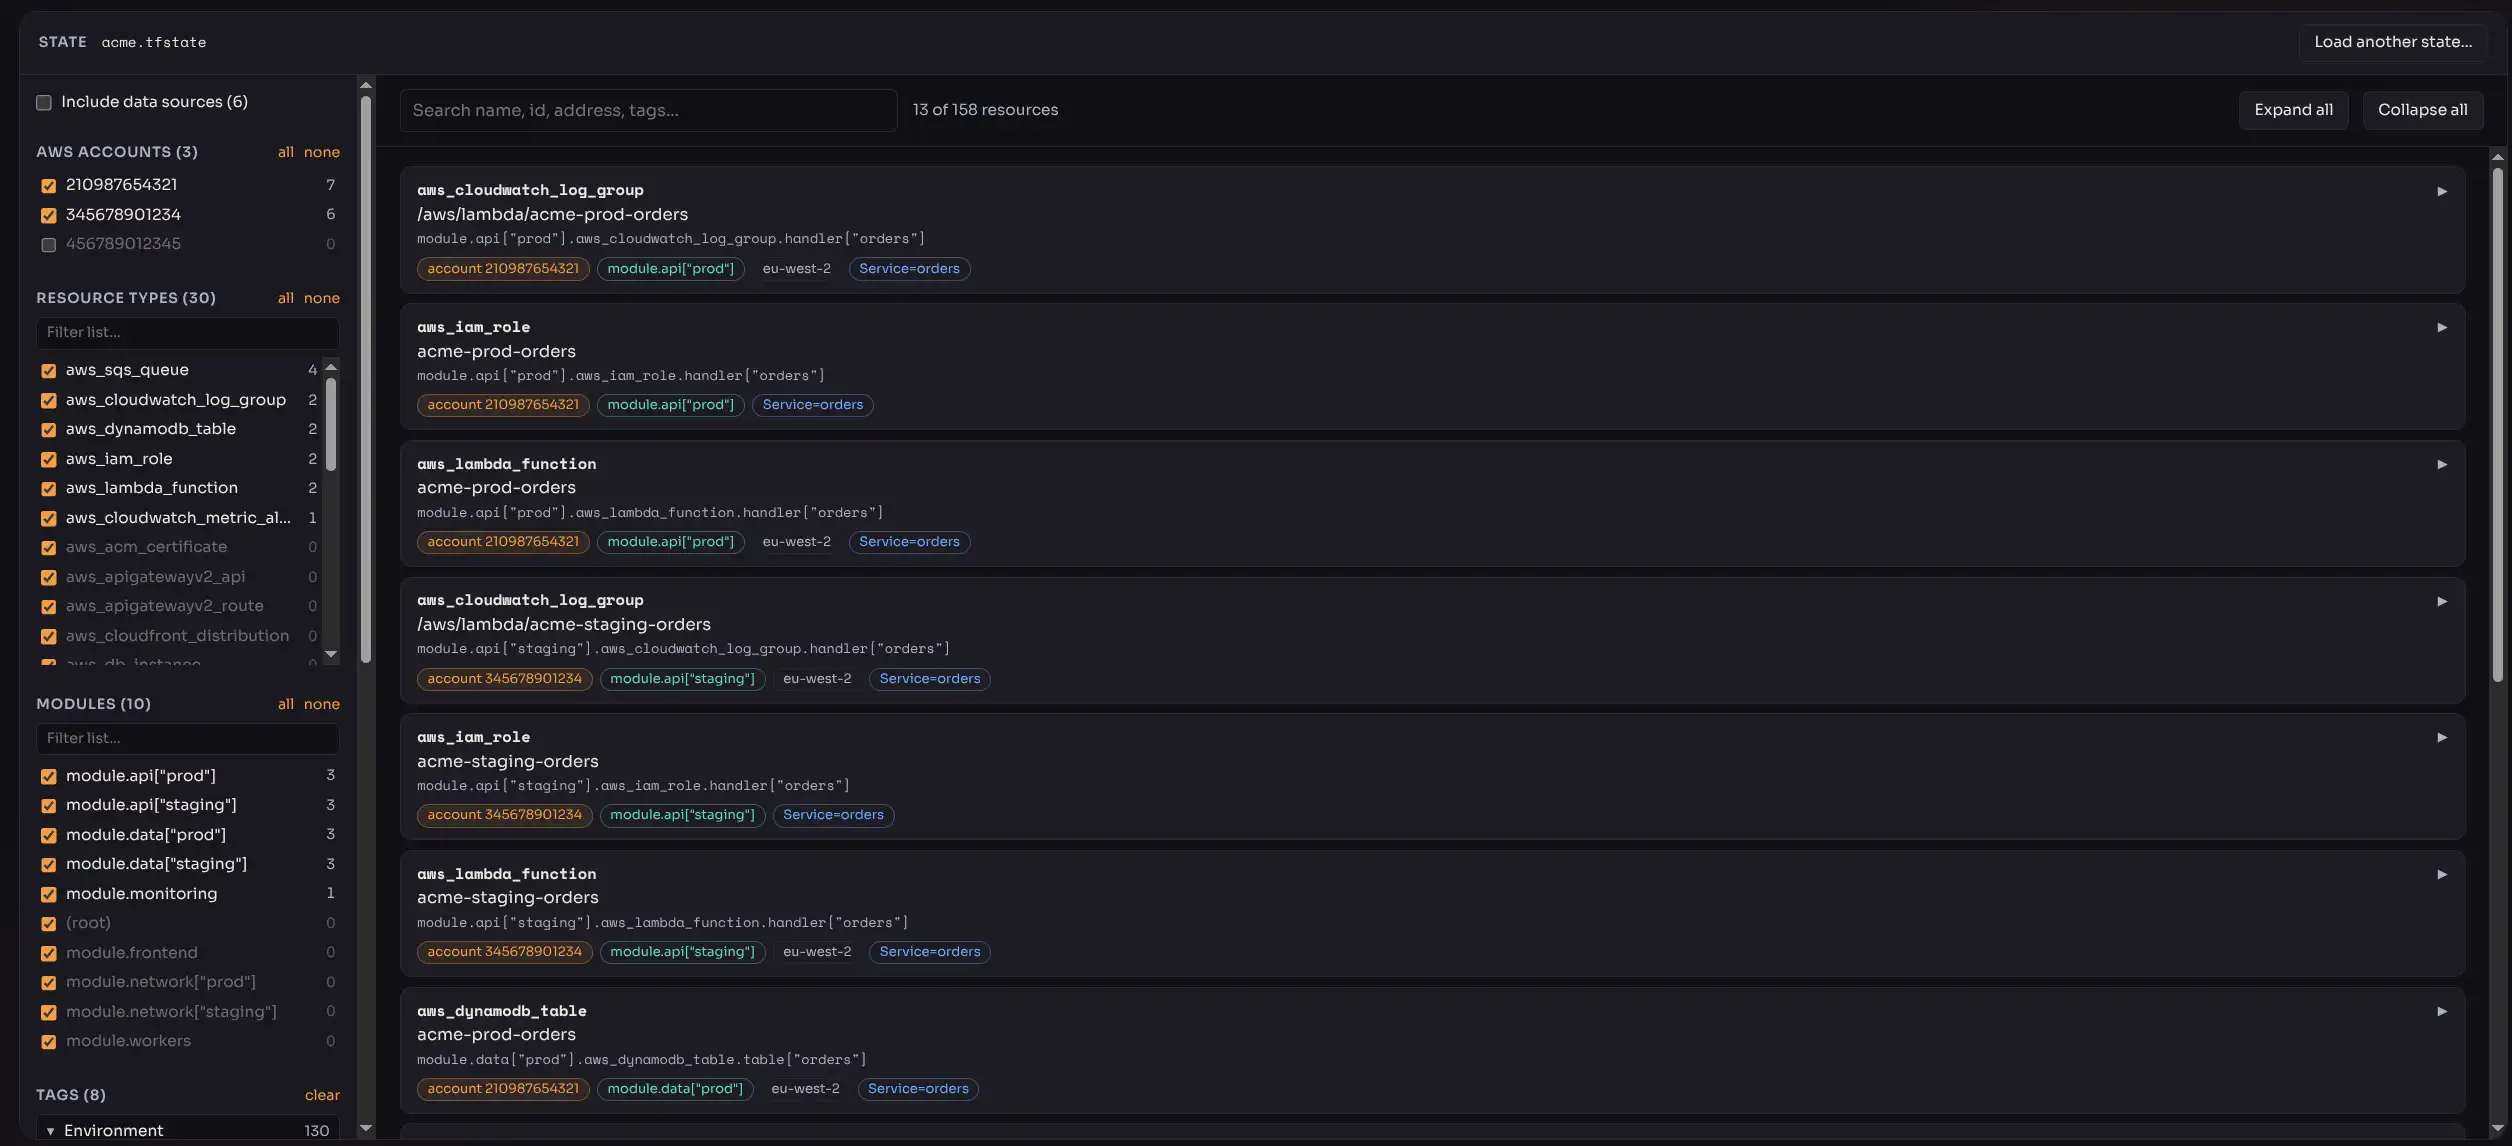 STATE acme.tfstate
Load another state...
Include data sources (6)
AWS ACCOUNTS (3) all none
210987654321 7
345678901234 6
456789012345 0
RESOURCE TYPES (30) all none
Filter list...
aws_sqs_queue 4
aws_cloudwatch_log_group 2
aws_dynamodb_table 2
aws_iam_role 2
aws_lambda_function 2
aws_cloudwatch_metric_al... 1
aws_acm_certificate 0
aws_apigatewayv2_api 0
aws_apigatewayv2_route 0
aws_cloudfront_distribution 0
aws_db_instance 0
MODULES (10) all none
Filter list...
module.api["prod"] 3
module.api["staging"] 3
module.data["prod"] 3
module.data["staging"] 3
module.monitoring 1
(root) 0
module.frontend 0
module.network["prod"] 0
module.network["staging"] 0
module.workers 0
TAGS (8) clear
▼ Environment 130
Search name, id, address, tags... 13 of 158 resources
Expand all Collapse all
aws_cloudwatch_log_group
/aws/lambda/acme-prod-orders
module.api["prod"].aws_cloudwatch_log_group.handler["orders"]
account 210987654321 module.api["prod"] eu-west-2 Service=orders
aws_iam_role
acme-prod-orders
module.api["prod"].aws_iam_role.handler["orders"]
account 210987654321 module.api["prod"] Service=orders
aws_lambda_function
acme-prod-orders
module.api["prod"].aws_lambda_function.handler["orders"]
account 210987654321 module.api["prod"] eu-west-2 Service=orders
aws_cloudwatch_log_group
/aws/lambda/acme-staging-orders
module.api["staging"].aws_cloudwatch_log_group.handler["orders"]
account 345678901234 module.api["staging"] eu-west-2 Service=orders
aws_iam_role
acme-staging-orders
module.api["staging"].aws_iam_role.handler["orders"]
account 345678901234 module.api["staging"] Service=orders
aws_lambda_function
acme-staging-orders
module.api["staging"].aws_lambda_function.handler["orders"]
account 345678901234 module.api["staging"] eu-west-2 Service=orders
aws_dynamodb_table
acme-prod-orders
module.data["prod"].aws_dynamodb_table.table["orders"]
account 210987654321 module.data["prod"] eu-west-2 Service=orders